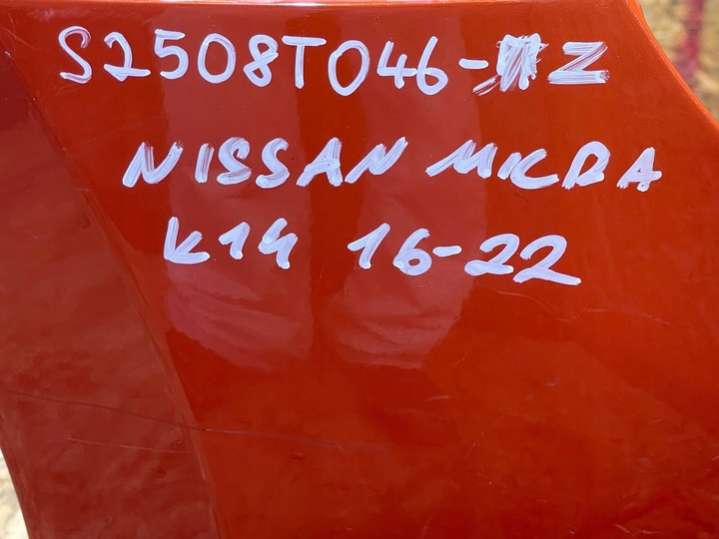 S2508T046-Z
NISSAN MICRA
K14 16-22